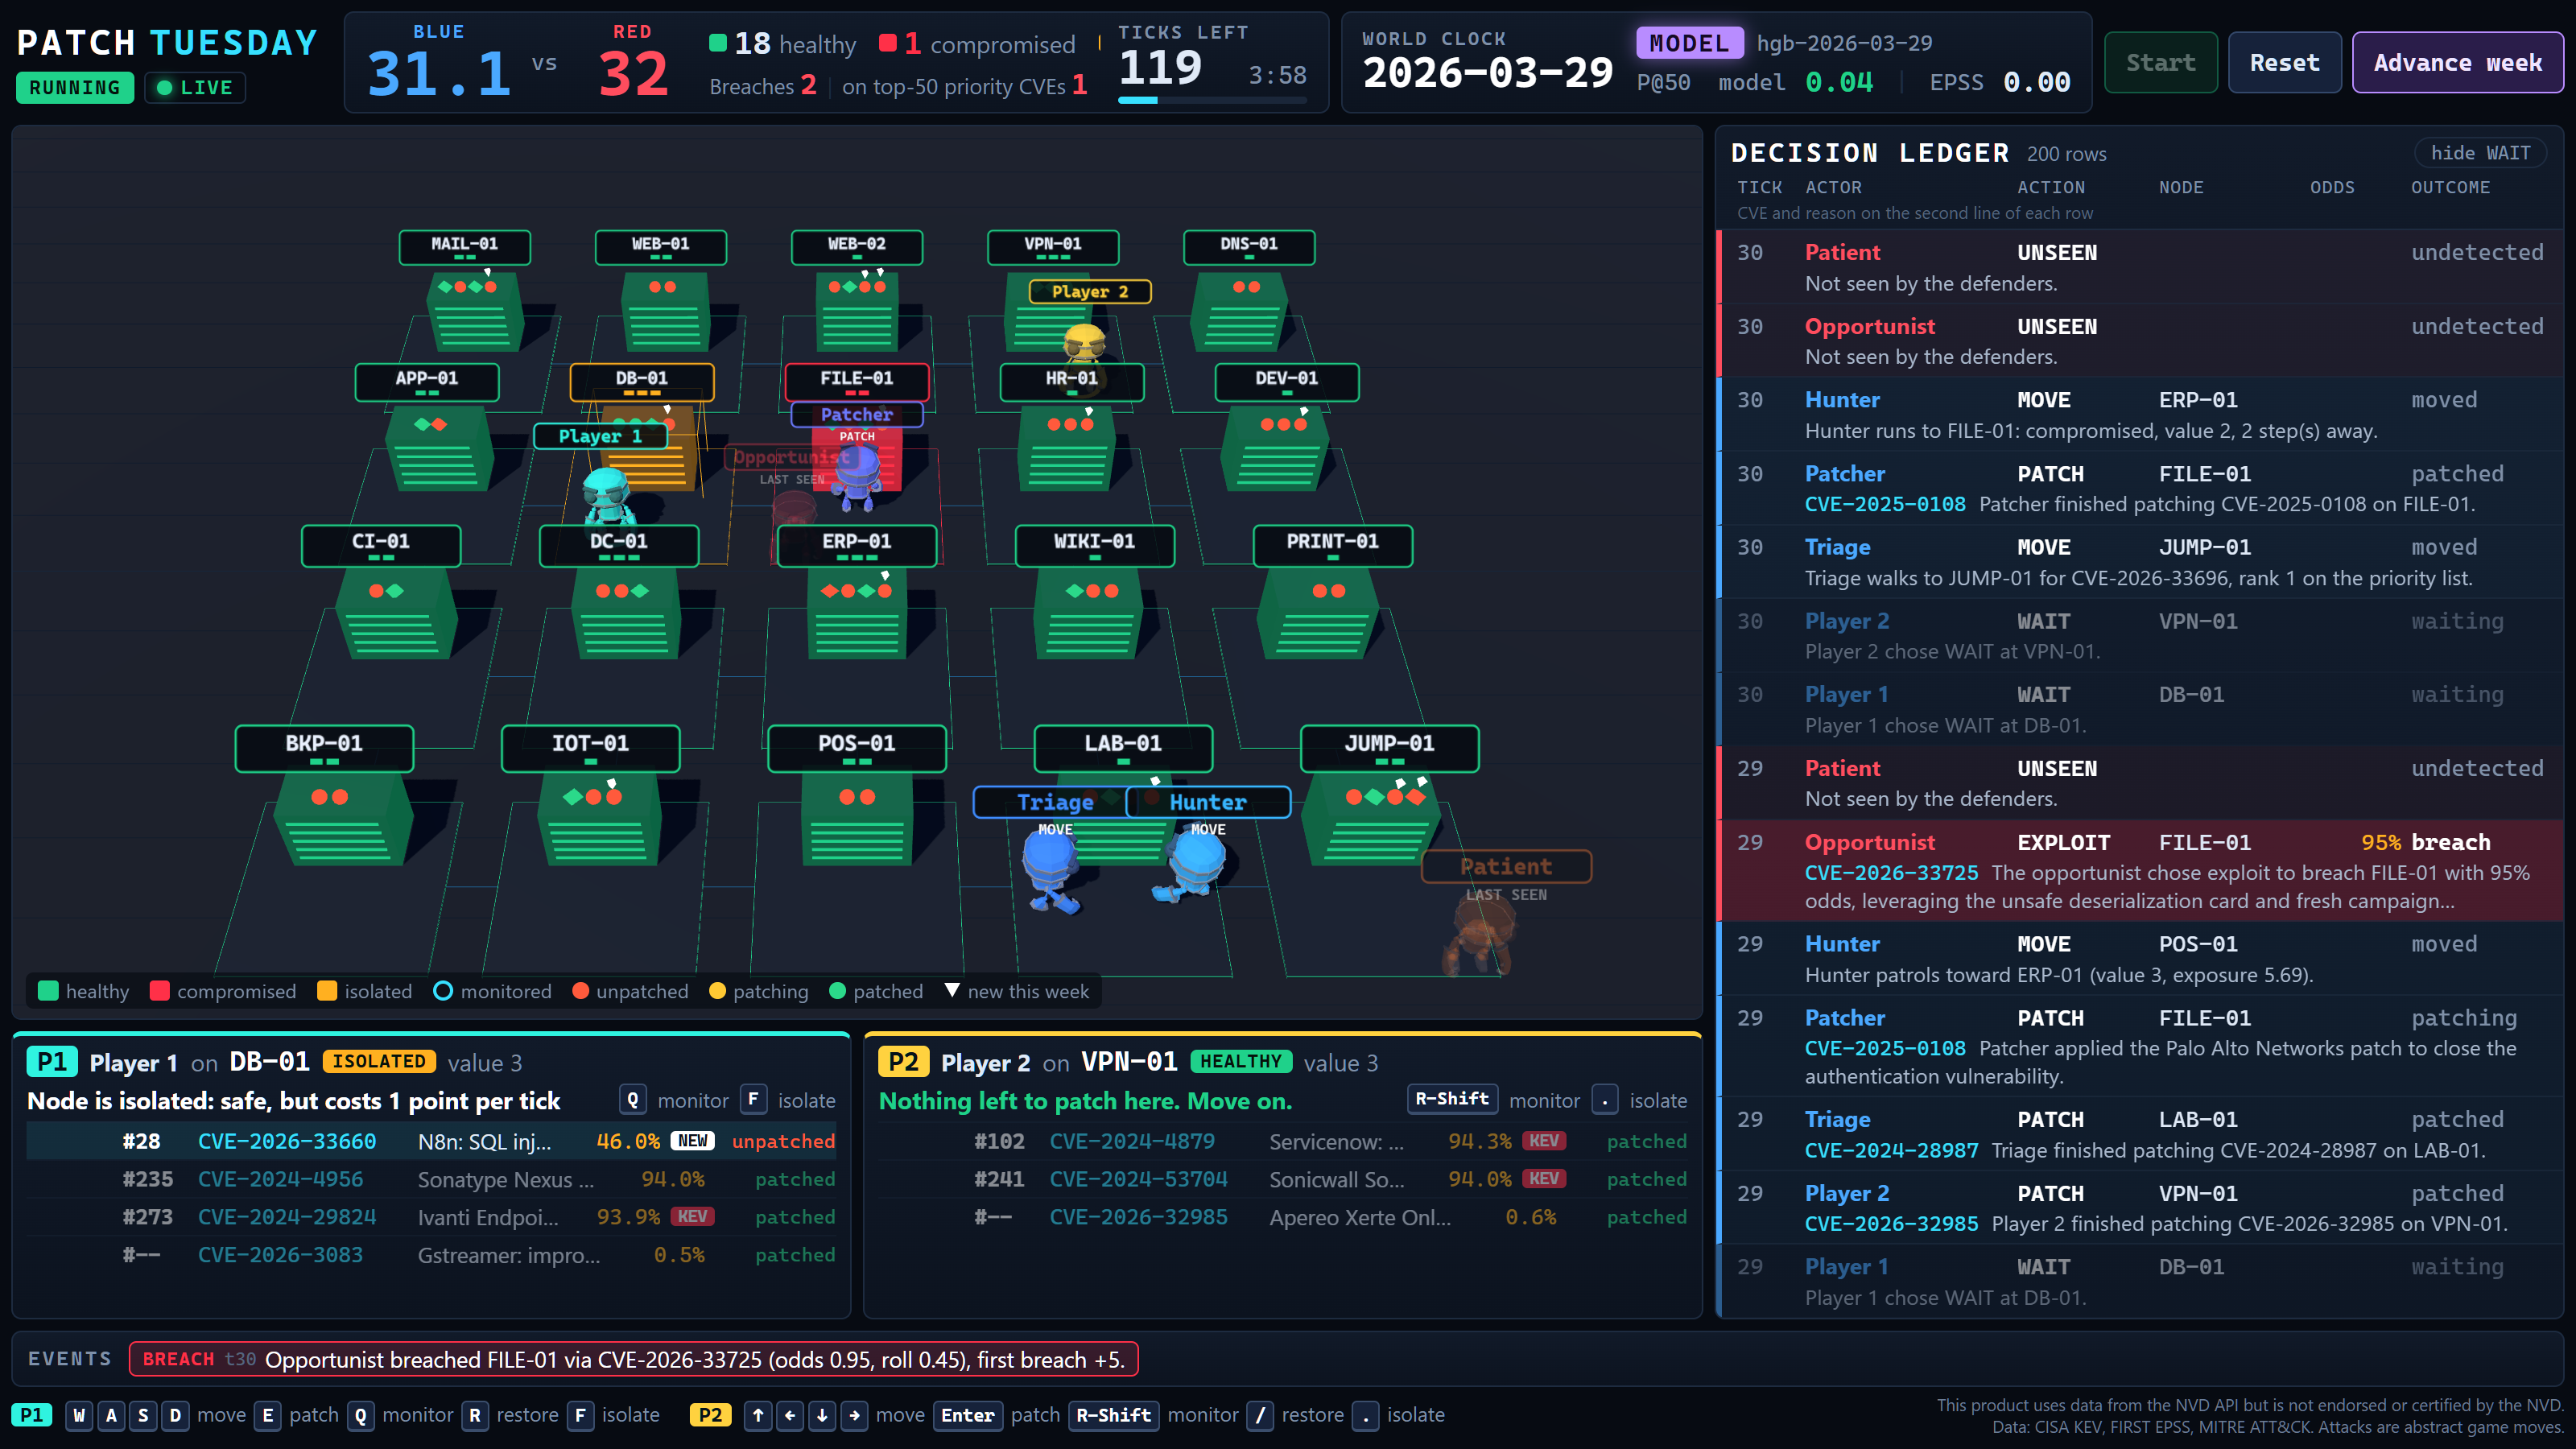 PATCH TUESDAY
RUNNING
LIVE
BLUE
31.1
vs
RED
32
18 healthy
1 compromised
Breaches 2
on top-50 priority CVEs 1
TICKS LEFT
119
3:58
WORLD CLOCK
2026-03-29
MODEL
hgb-2026-03-29
P@50 model 0.04
EPSS 0.00
Start
Reset
Advance week
MAIL-01
WEB-01
WEB-02
VPN-01
DNS-01
Player 2
APP-01
DB-01
FILE-01
HR-01
DEV-01
Patcher
PATCH
Player 1
Opportunist
LAST SEEN
CI-01
DC-01
ERP-01
WIKI-01
PRINT-01
BKP-01
IOT-01
POS-01
LAB-01
JUMP-01
Triage
MOVE
Hunter
MOVE
Patient
LAST SEEN
healthy
compromised
isolated
monitored
unpatched
patching
patched
new this week
DECISION LEDGER 200 rows
hide WAIT
TICK ACTOR ACTION NODE ODDS OUTCOME
CVE and reason on the second line of each row
30 Patient UNSEEN undetected
Not seen by the defenders.
30 Opportunist UNSEEN undetected
Not seen by the defenders.
30 Hunter MOVE ERP-01 moved
Hunter runs to FILE-01: compromised, value 2, 2 step(s) away.
30 Patcher PATCH FILE-01 patched
CVE-2025-0108 Patcher finished patching CVE-2025-0108 on FILE-01.
30 Triage MOVE JUMP-01 moved
Triage walks to JUMP-01 for CVE-2026-33696, rank 1 on the priority list.
30 Player 2 WAIT VPN-01 waiting
Player 2 chose WAIT at VPN-01.
30 Player 1 WAIT DB-01 waiting
Player 1 chose WAIT at DB-01.
29 Patient UNSEEN undetected
Not seen by the defenders.
29 Opportunist EXPLOIT FILE-01 95% breach
CVE-2026-33725 The opportunist chose exploit to breach FILE-01 with 95%
odds, leveraging the unsafe deserialization card and fresh campaign...
29 Hunter MOVE POS-01 moved
Hunter patrols toward ERP-01 (value 3, exposure 5.69).
29 Patcher PATCH FILE-01 patching
CVE-2025-0108 Patcher applied the Palo Alto Networks patch to close the
authentication vulnerability.
29 Triage PATCH LAB-01 patched
CVE-2024-28987 Triage finished patching CVE-2024-28987 on LAB-01.
29 Player 2 PATCH VPN-01 patched
CVE-2026-32985 Player 2 finished patching CVE-2026-32985 on VPN-01.
29 Player 1 WAIT DB-01 waiting
Player 1 chose WAIT at DB-01.
P1 Player 1 on DB-01 ISOLATED value 3
Node is isolated: safe, but costs 1 point per tick
Q monitor F isolate
#28 CVE-2026-33660 N8n: SQL inj... 46.0% NEW unpatched
#235 CVE-2024-4956 Sonatype Nexus ... 94.0% patched
#273 CVE-2024-29824 Ivanti Endpoi... 93.9% KEV patched
#-- CVE-2026-3083 Gstreamer: impro... 0.5% patched
P2 Player 2 on VPN-01 HEALTHY value 3
Nothing left to patch here. Move on.
R-Shift monitor . isolate
#102 CVE-2024-4879 Servicenow: ... 94.3% KEV patched
#241 CVE-2024-53704 Sonicwall So... 94.0% KEV patched
#-- CVE-2026-32985 Apereo Xerte Onl... 0.6% patched
EVENTS BREACH t30 Opportunist breached FILE-01 via CVE-2026-33725 (odds 0.95, roll 0.45), first breach +5.
P1 W A S D move E patch Q monitor R restore F isolate
P2 ↑ ← ↓ → move Enter patch R-Shift monitor / restore . isolate
This product uses data from the NVD API but is not endorsed or certified by the NVD.
Data: CISA KEV, FIRST EPSS, MITRE ATT&CK. Attacks are abstract game moves.